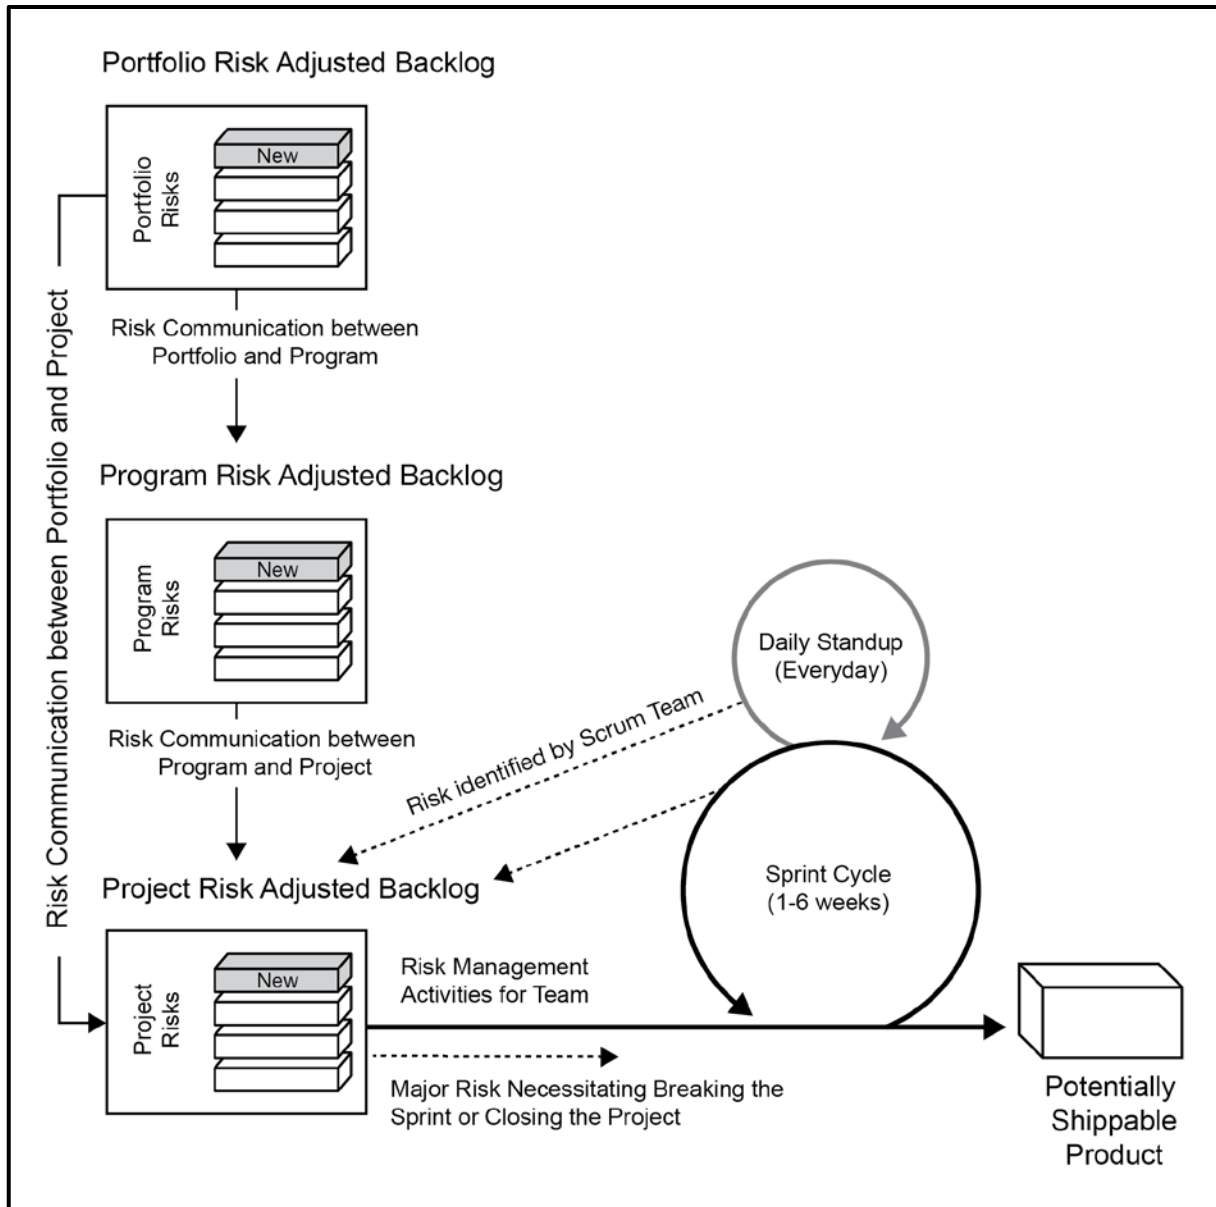 Portfolio Risk Adjusted Backlog
Portfolio
Risks
New
Risk Communication between
Portfolio and Program
Risk Communication between Portfolio and Project
Program Risk Adjusted Backlog
Program
Risks
New
Risk Communication between
Program and Project
Daily Standup
(Everyday)
Risk identified by Scrum Team
Sprint Cycle
(1-6 weeks)
Project Risk Adjusted Backlog
Project
Risks
New
Risk Management
Activities for Team
Major Risk Necessitating Breaking the
Sprint or Closing the Project
Potentially
Shippable
Product